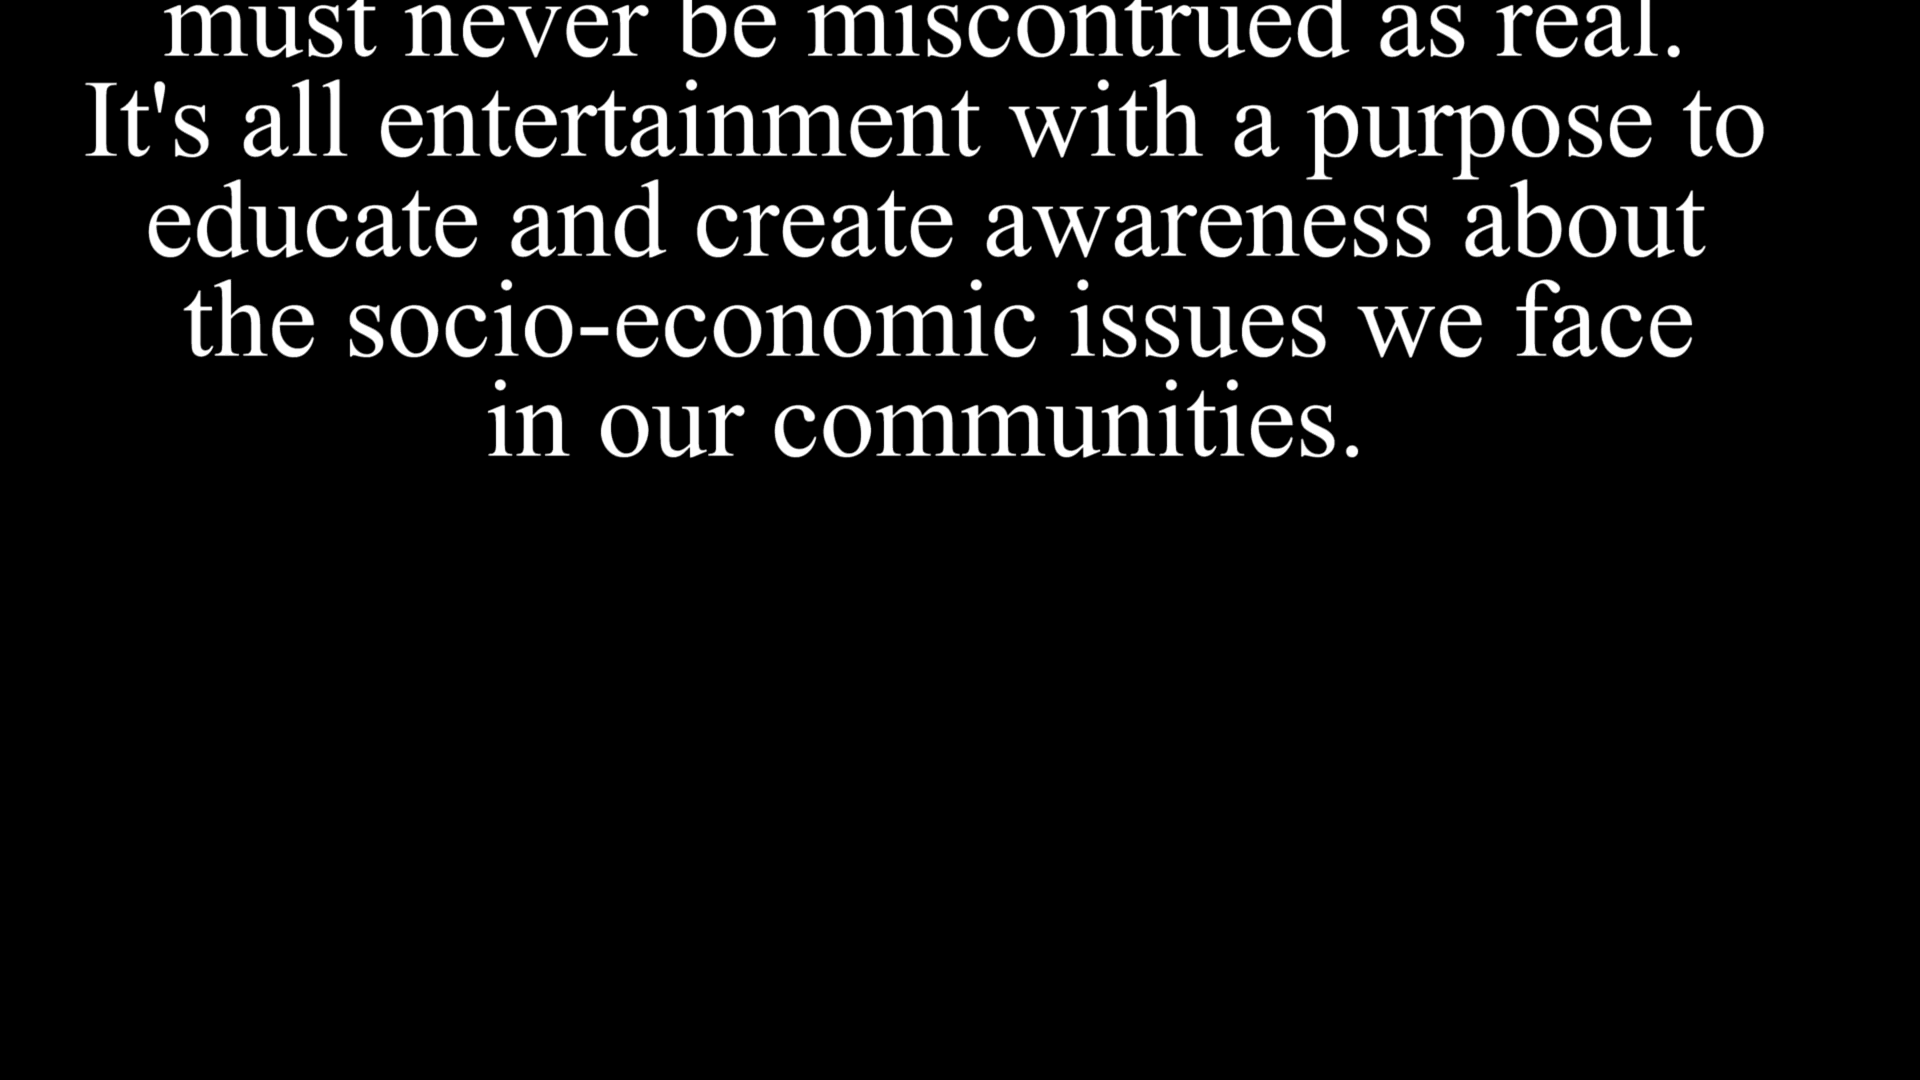 must never be miscontrued as real.
It's all entertainment with a purpose to
educate and create awareness about
the socio-economic issues we face
in our communities.